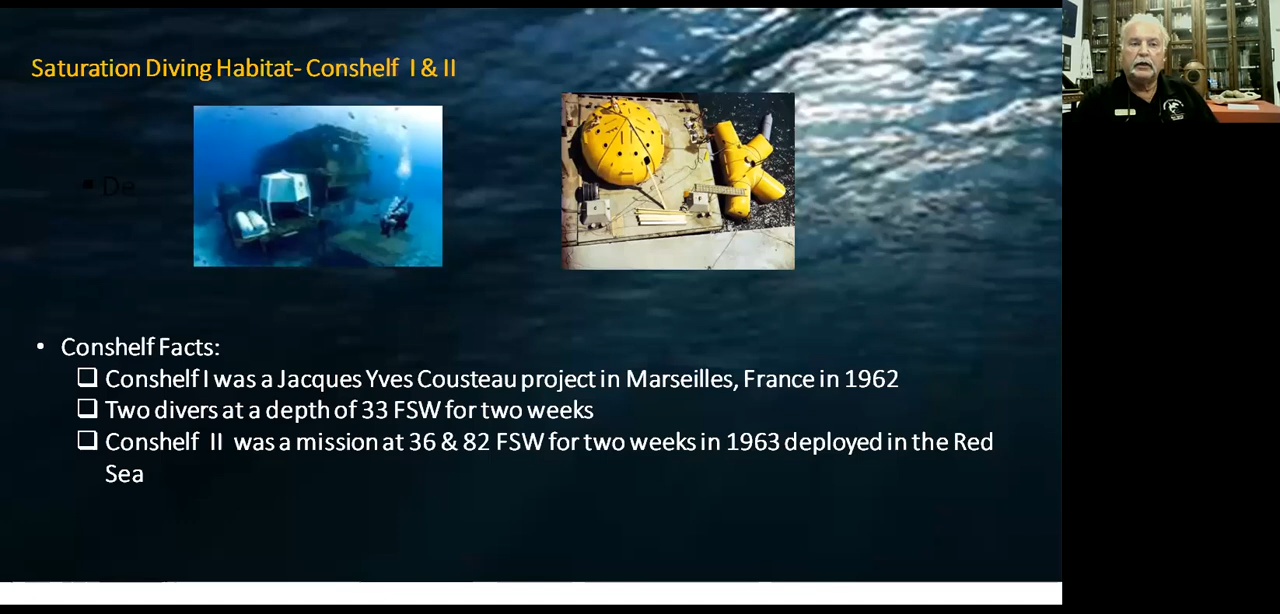 Saturation Diving Habitat- Conshelf I & II
▪ De
• Conshelf Facts:
❑ Conshelf I was a Jacques Yves Cousteau project in Marseilles, France in 1962
❑ Two divers at a depth of 33 FSW for two weeks
❑ Conshelf II was a mission at 36 & 82 FSW for two weeks in 1963 deployed in the Red
Sea